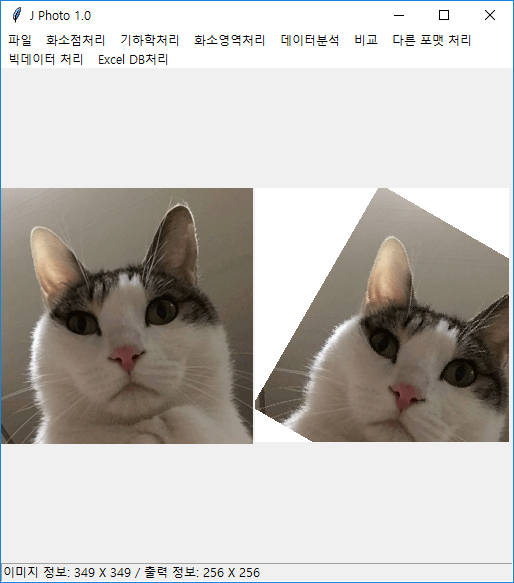 J Photo 1.0
파일 화소점처리 기하학처리 화소영역처리 데이터분석 비교 다른 포맷 처리
빅데이터 처리 Excel DB처리
이미지 정보: 349 X 349 / 출력 정보: 256 X 256